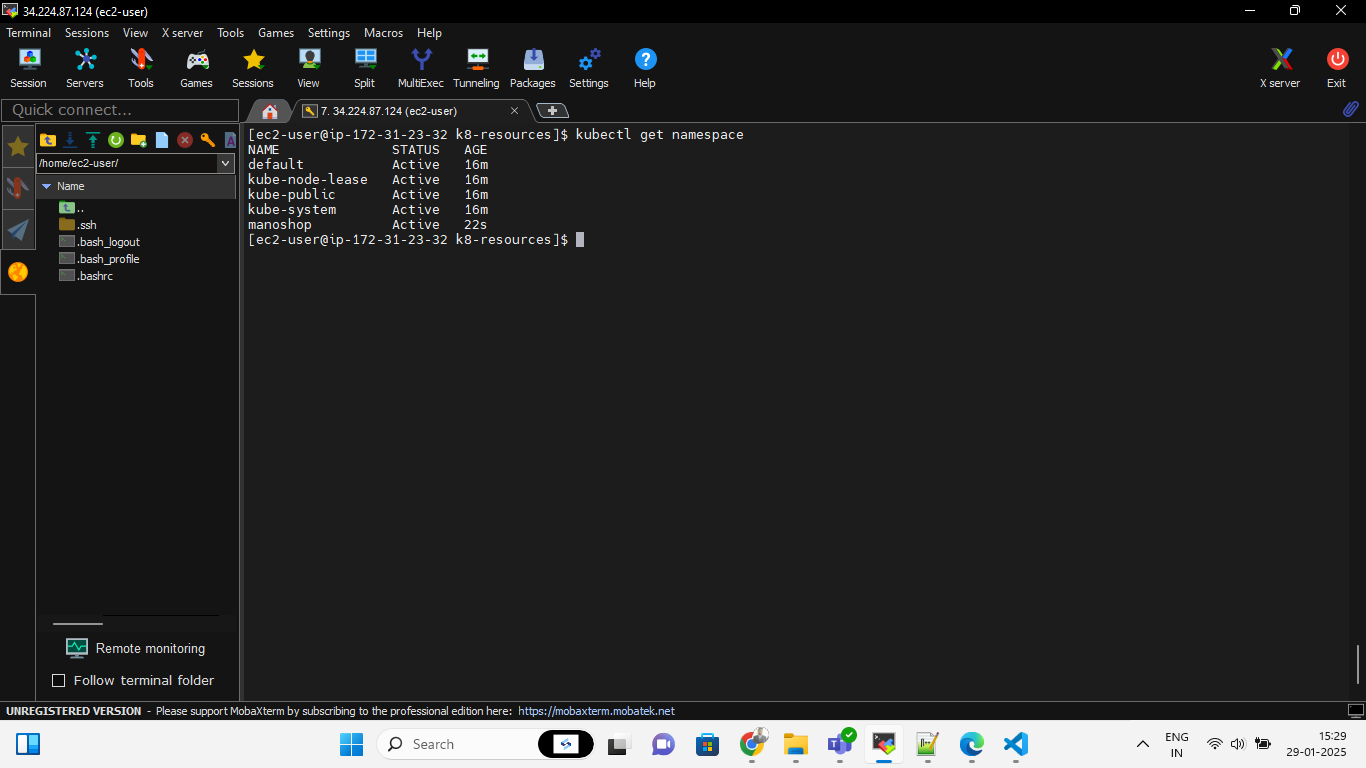 34.224.87.124 (ec2-user)
Terminal Sessions View X server Tools Games Settings Macros Help
Session Servers Tools Games Sessions View Split MultiExec Tunneling Packages Settings Help X server Exit
Quick connect...
7. 34.224.87.124 (ec2-user)
/home/ec2-user/
Name
..
.ssh
.bash_logout
.bash_profile
.bashrc
[ec2-user@ip-172-31-23-32 k8-resources]$ kubectl get namespace
NAME STATUS AGE
default Active 16m
kube-node-lease Active 16m
kube-public Active 16m
kube-system Active 16m
manoshop Active 22s
[ec2-user@ip-172-31-23-32 k8-resources]$
Remote monitoring
Follow terminal folder
UNREGISTERED VERSION - Please support MobaXterm by subscribing to the professional edition here: https://mobaxterm.mobatek.net
Search
ENG
IN
15:29
29-01-2025